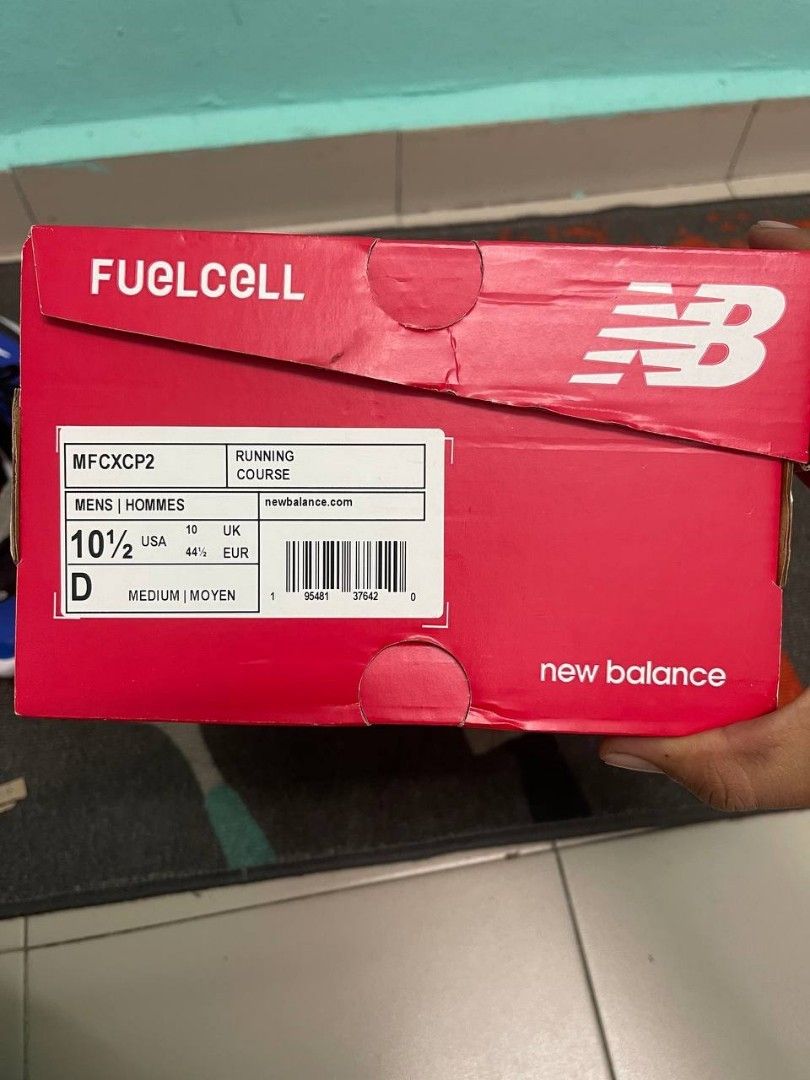 FUELCELL
NB
MFCXCP2
RUNNING
COURSE
MENS | HOMMES
newbalance.com
10½ USA
10 UK
44½ EUR
D MEDIUM | MOYEN
1 95481 37642 0
new balance